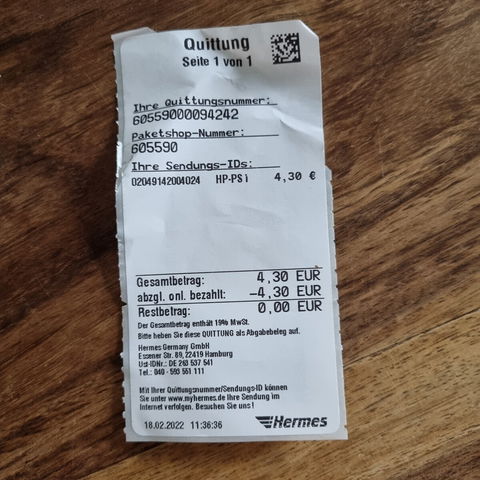 Quittung
Seite 1 von 1
Ihre Quittungsnummer:
60559000094242
Paketshop-Nummer:
605590
Ihre Sendungs-IDs:
02049142004024 HP-PS i 4,30 €
Gesamtbetrag: 4,30 EUR
abzgl. onl. bezahlt: -4,30 EUR
Restbetrag: 0,00 EUR
Der Gesamtbetrag enthält 19% MwSt.
Bitte heben Sie diese QUITTUNG als Abgabebeleg auf.
Hermes Germany GmbH
Essener Str. 89, 22419 Hamburg
Ust-IDNr.: DE 263 537 541
Tel.: 040 - 593 551 111
Mit Ihrer Quittungsnummer/Sendungs-ID können
Sie unter www.myhermes.de Ihre Sendung im
Internet verfolgen. Besuchen Sie uns!
18.02.2022 11:36:36 Hermes